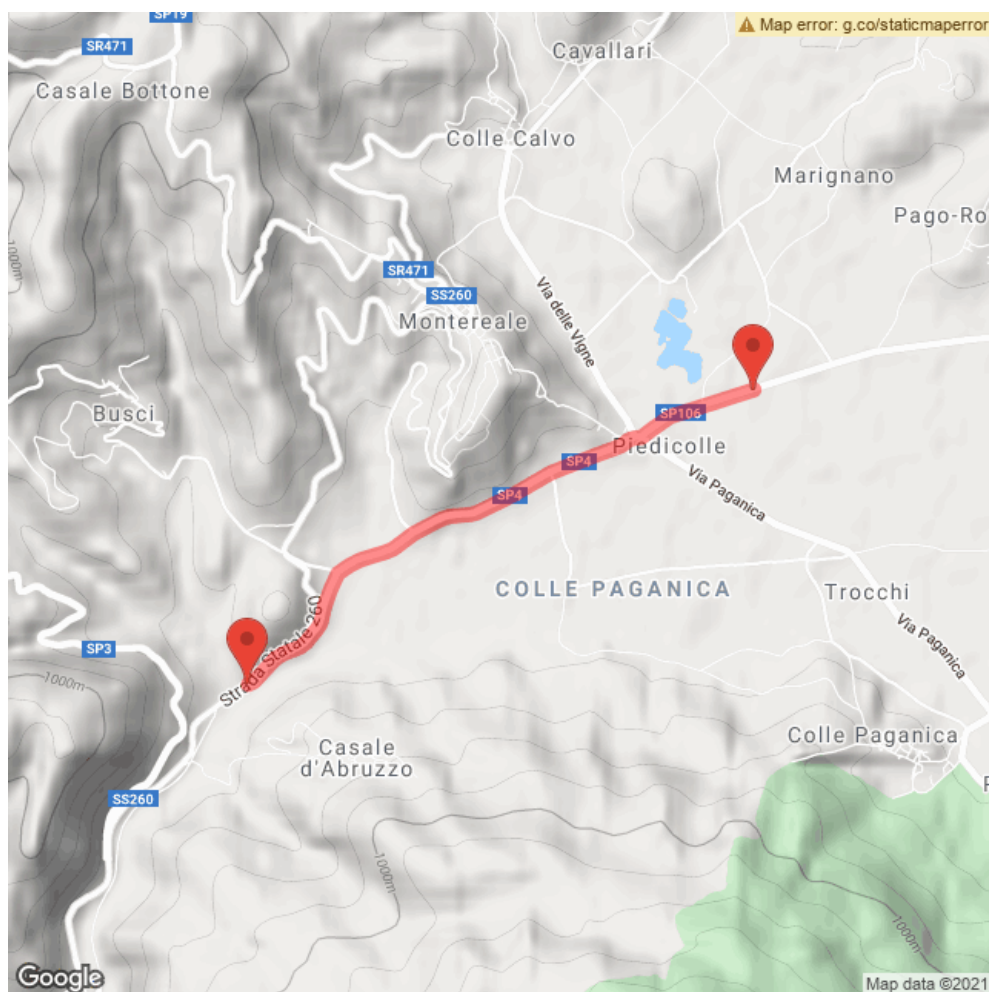 SP19
Map error: g.co/staticmaperror
SR471
Cavallari
Casale Bottone
Colle Calvo
Marignano
Pago-Ro
1000m
SR471
Via delle Vigne
SS260
Montereale
Busci
SP106
Piedicolle
SP4
SP4
Via Paganica
COLLE PAGANICA
Trocchi
Strada Statale 260
Via Paganica
SP3
1000m
Colle Paganica
Casale
d'Abruzzo
SS260
1000m
1000m
Google
Map data ©2021